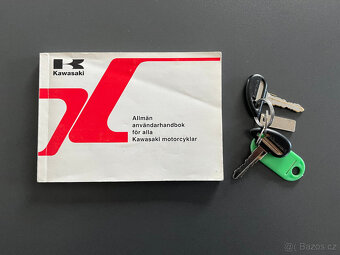 Kawasaki
Allmän
användarhandbok
för alla
Kawasaki motorcyklar
© Bazos.cz